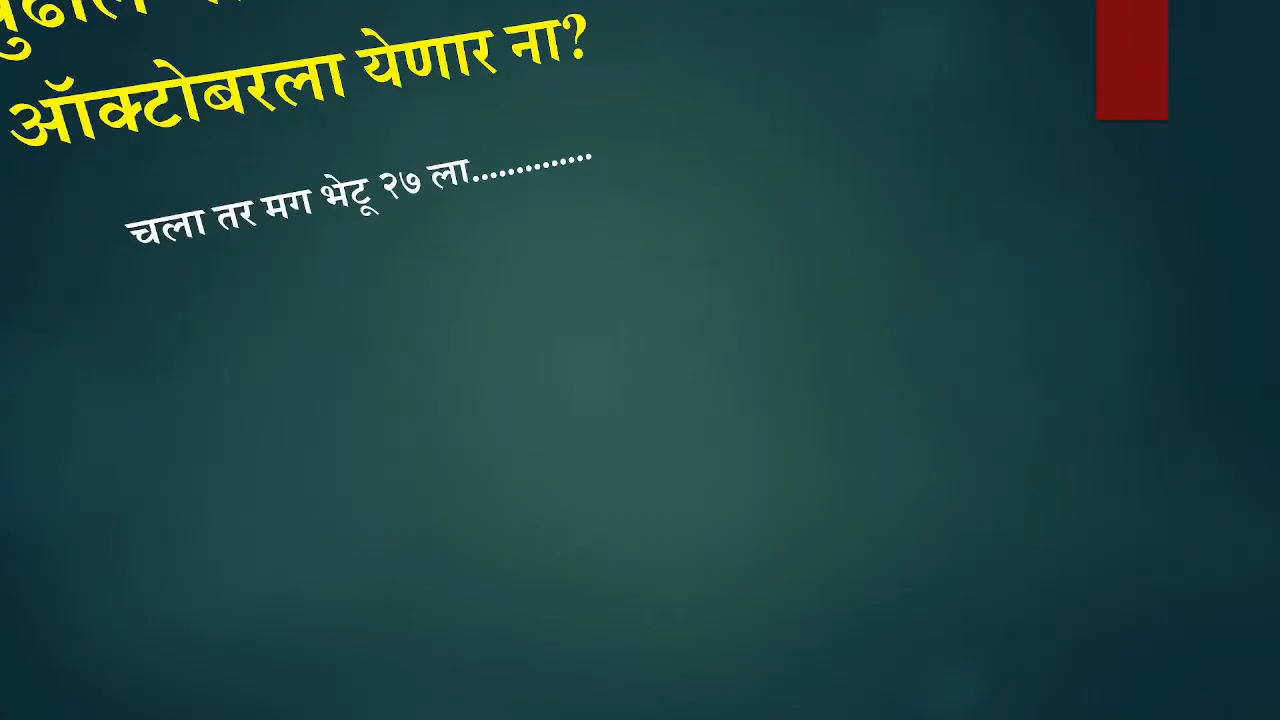 ऑक्टोबरला येणार ना?
चला तर मग भेटू २७ ला..............